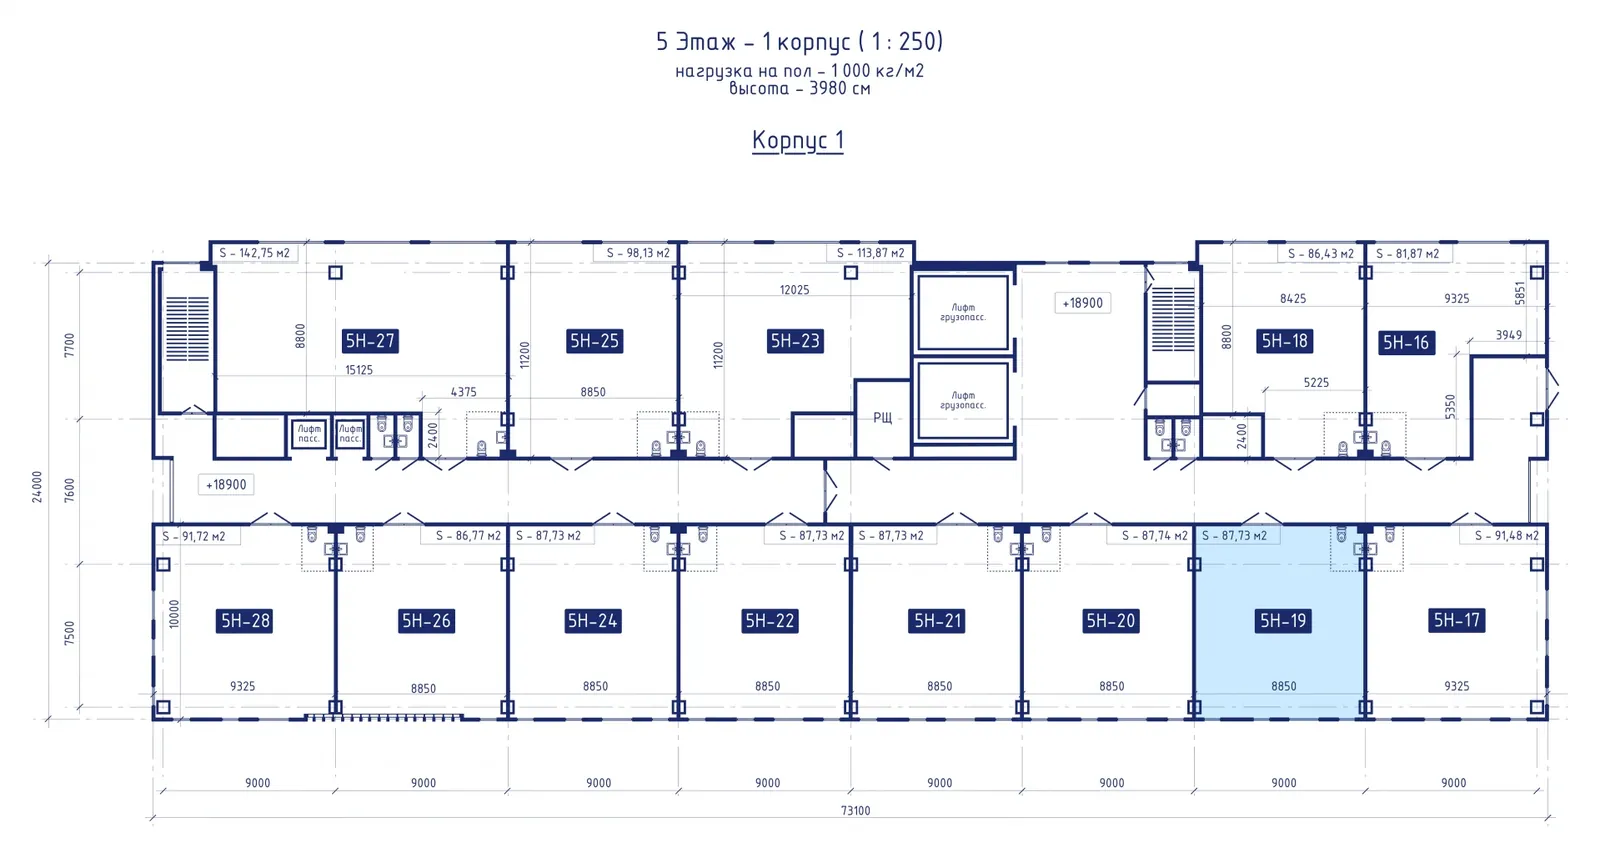 5 Этаж - 1 корпус ( 1 : 250)
нагрузка на пол - 1 000 кг/м2
высота - 3980 см
Корпус 1
S - 142,75 м2
S - 98,13 м2
S - 113,87 м2
S - 86,43 м2
S - 81,87 м2
12025
+18900
8425
9325
5851
Лифт
грузопасс.
7700
8800
5Н-27
11200
5Н-25
11200
5Н-23
8800
5Н-18
5Н-16
3949
15125
4375
8850
5225
Лифт
грузопасс.
5350
РЩ
Лифт
пасс.
Лифт
пасс.
2400
2400
24000
7600
+18900
S - 91,72 м2
S - 86,77 м2
S - 87,73 м2
S - 87,73 м2
S - 87,73 м2
S - 87,74 м2
S - 87,73 м2
S - 91,48 м2
7500
10000
5Н-28
5Н-26
5Н-24
5Н-22
5Н-21
5Н-20
5Н-19
5Н-17
9325
8850
8850
8850
8850
8850
8850
9325
9000
9000
9000
9000
9000
9000
9000
9000
73100